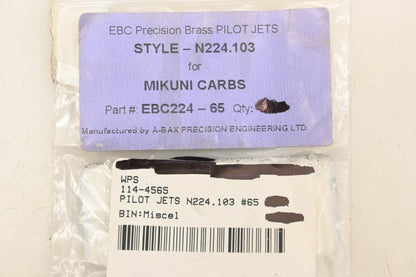 EBC Precision Brass PILOT JETS
STYLE – N224.103
for
MIKUNI CARBS
Part #: EBC224 – 65 Qty:
Manufactured by A-BAX PRECISION ENGINEERING LTD.
WPS
114-4565
PILOT JETS N224.103 #65
BIN:Miscel